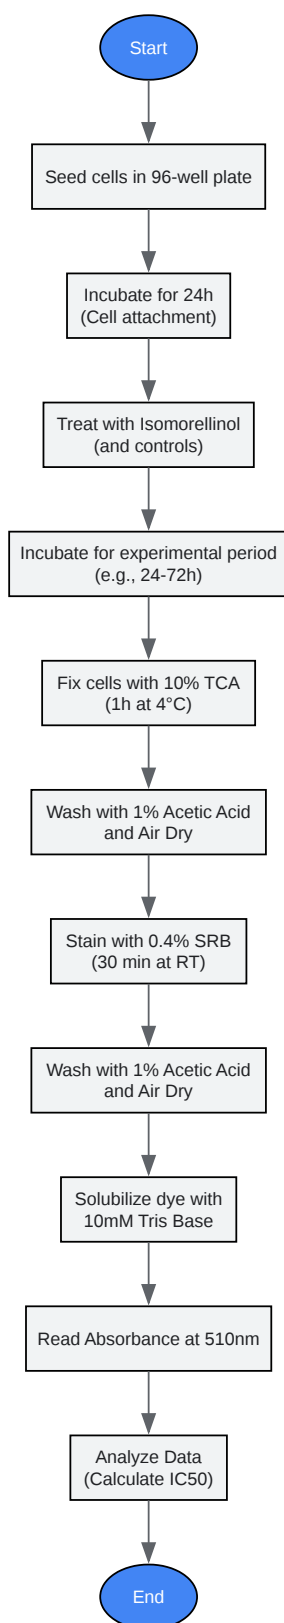 Start
Seed cells in 96-well plate
Incubate for 24h
(Cell attachment)
Treat with Isomorellinol
(and controls)
Incubate for experimental period
(e.g., 24-72h)
Fix cells with 10% TCA
(1h at 4°C)
Wash with 1% Acetic Acid
and Air Dry
Stain with 0.4% SRB
(30 min at RT)
Wash with 1% Acetic Acid
and Air Dry
Solubilize dye with
10mM Tris Base
Read Absorbance at 510nm
Analyze Data
(Calculate IC50)
End